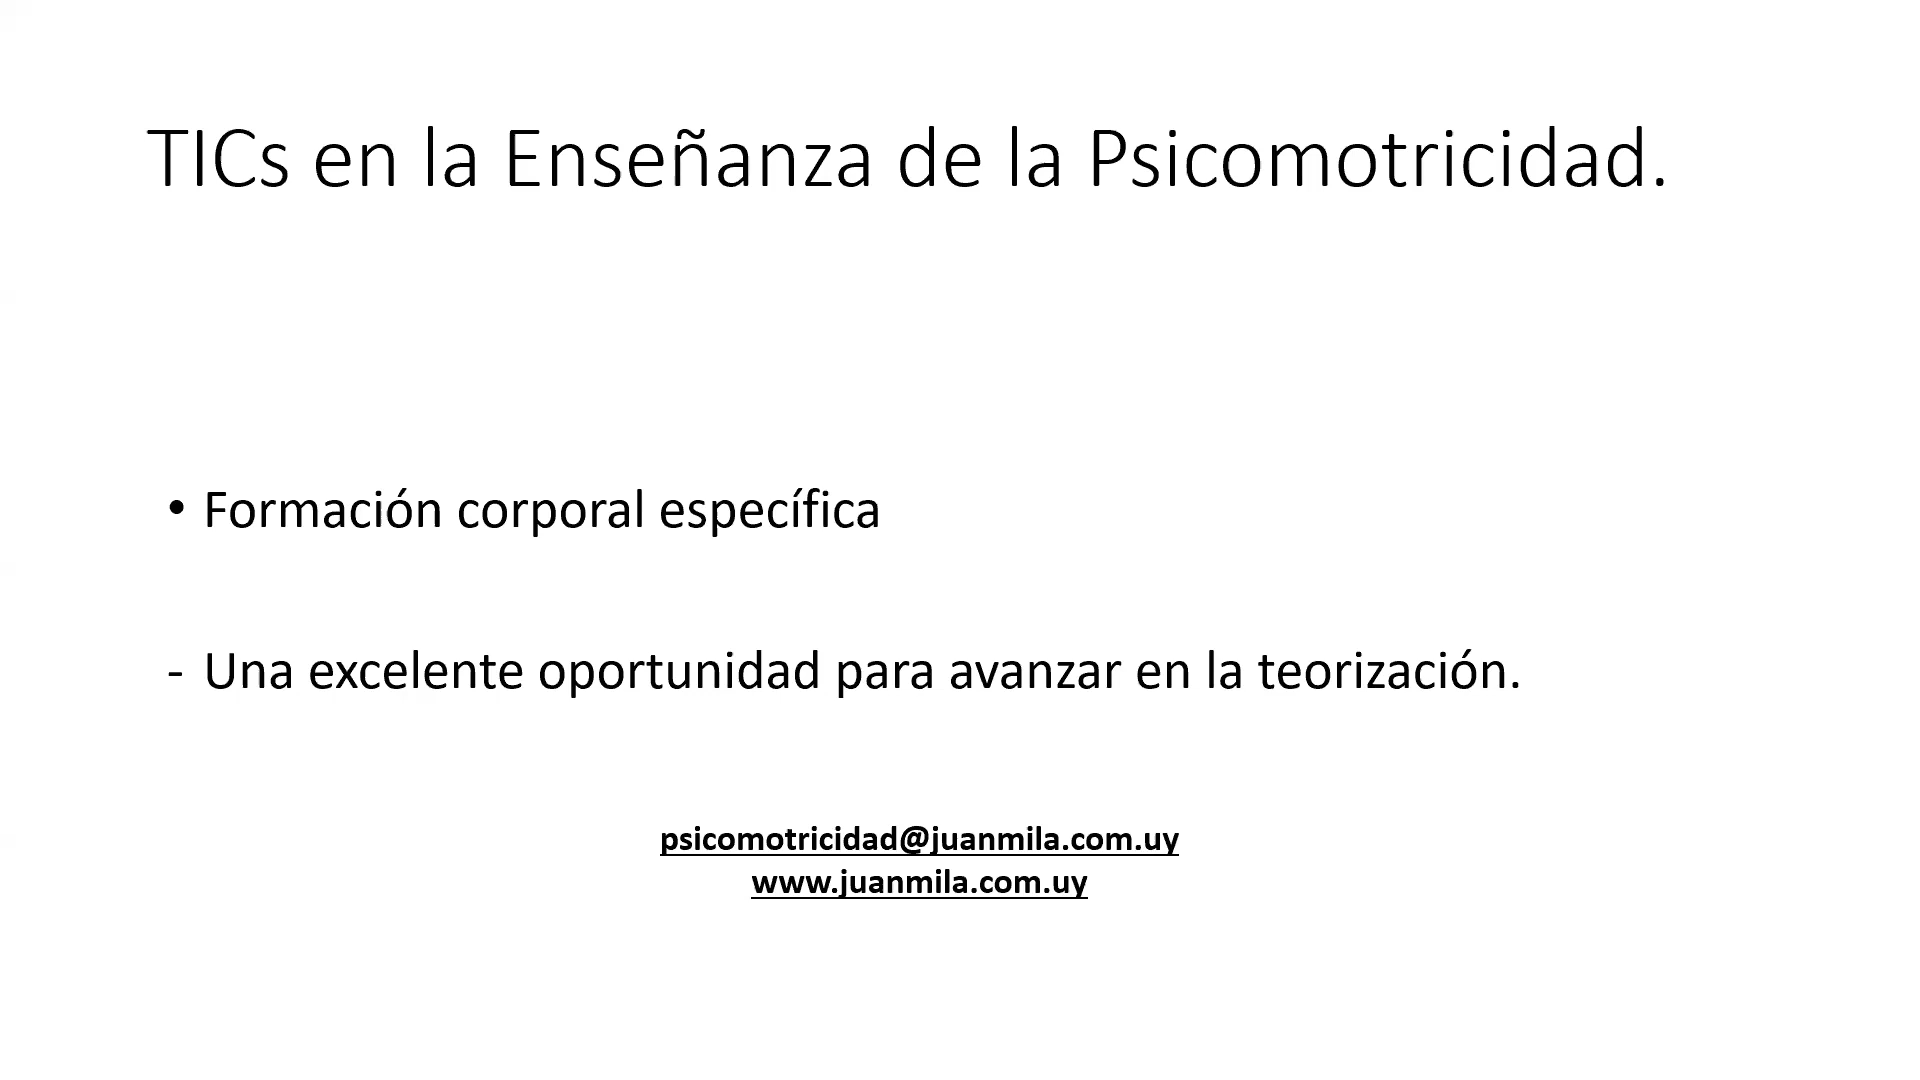 TICs en la Enseñanza de la Psicomotricidad.
• Formación corporal específica
- Una excelente oportunidad para avanzar en la teorización.
psicomotricidad@juanmila.com.uy
www.juanmila.com.uy